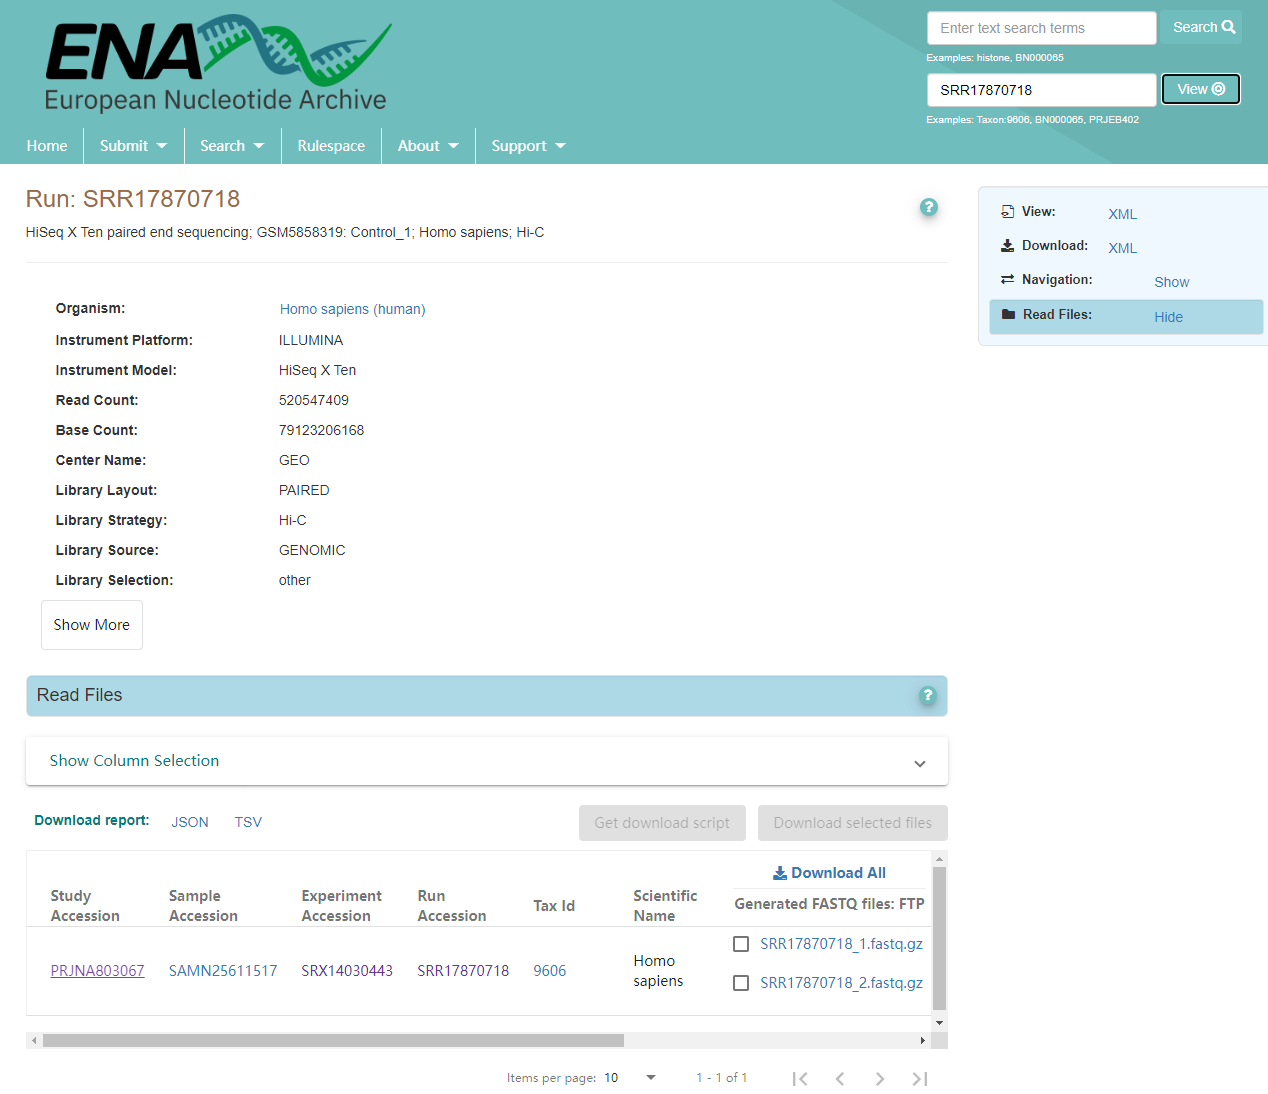 ENA
European Nucleotide Archive
Enter text search terms
Search
Examples: histone, BN000065
SRR17870718
View
Examples: Taxon:9606, BN000065, PRJEB402
Home Submit Search Rulespace About Support
Run: SRR17870718
HiSeq X Ten paired end sequencing; GSM5858319: Control_1; Homo sapiens; Hi-C
View: XML
Download: XML
Navigation: Show
Read Files: Hide
Organism: Homo sapiens (human)
Instrument Platform: ILLUMINA
Instrument Model: HiSeq X Ten
Read Count: 520547409
Base Count: 79123206168
Center Name: GEO
Library Layout: PAIRED
Library Strategy: Hi-C
Library Source: GENOMIC
Library Selection: other
Show More
Read Files
Show Column Selection
Download report: JSON TSV Get download script Download selected files
Download All
Study Accession
Sample Accession
Experiment Accession
Run Accession
Tax Id
Scientific Name
Generated FASTQ files: FTP
PRJNA803067 SAMN25611517 SRX14030443 SRR17870718 9606
Homo sapiens
SRR17870718_1.fastq.gz
SRR17870718_2.fastq.gz
Items per page: 10 1 - 1 of 1